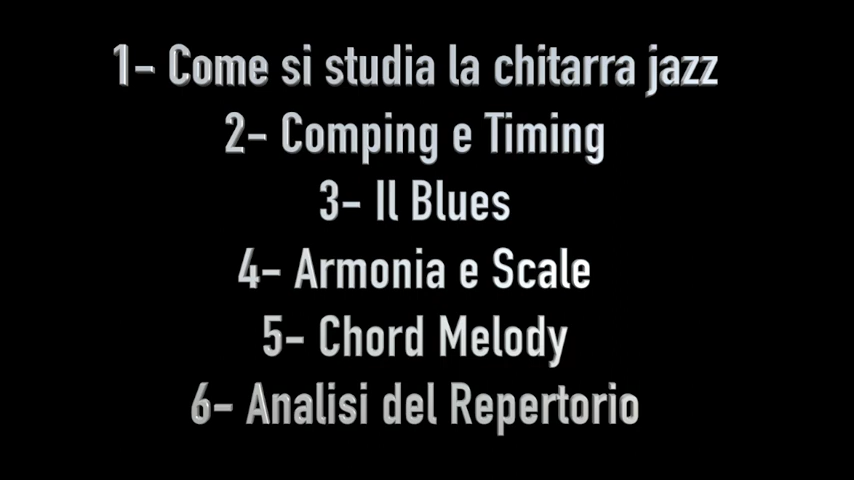 1- Come si studia la chitarra jazz
2- Comping e Timing
3- Il Blues
4- Armonia e Scale
5- Chord Melody
6- Analisi del Repertorio